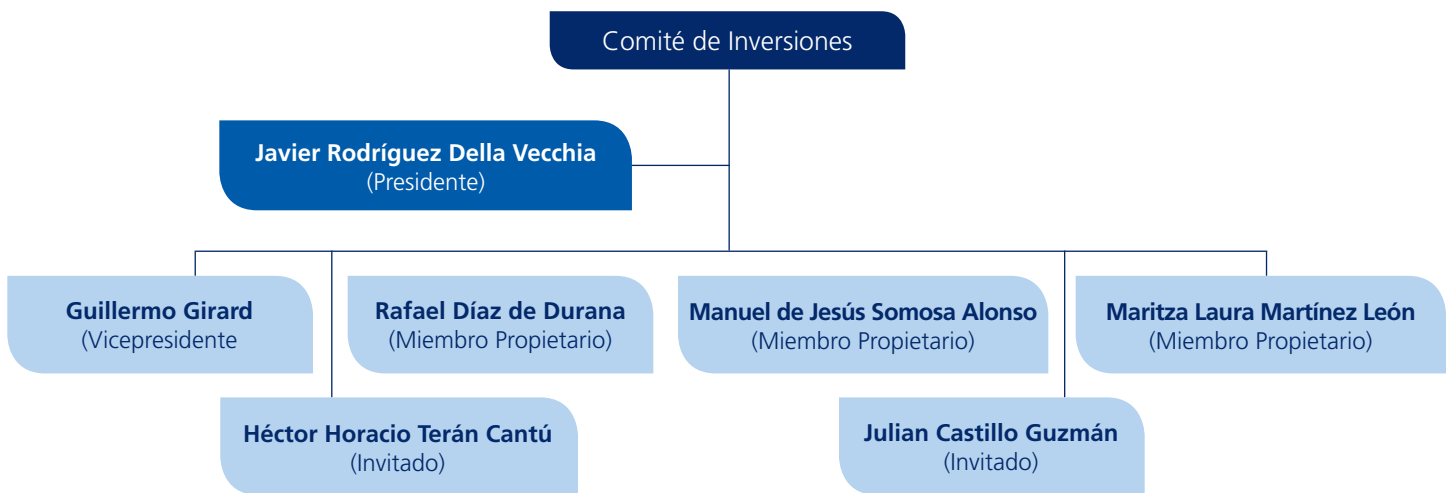 Comité de Inversiones
Javier Rodríguez Della Vecchia
(Presidente)
Guillermo Girard
(Vicepresidente
Rafael Díaz de Durana
(Miembro Propietario)
Manuel de Jesús Somosa Alonso
(Miembro Propietario)
Maritza Laura Martínez León
(Miembro Propietario)
Héctor Horacio Terán Cantú
(Invitado)
Julian Castillo Guzmán
(Invitado)